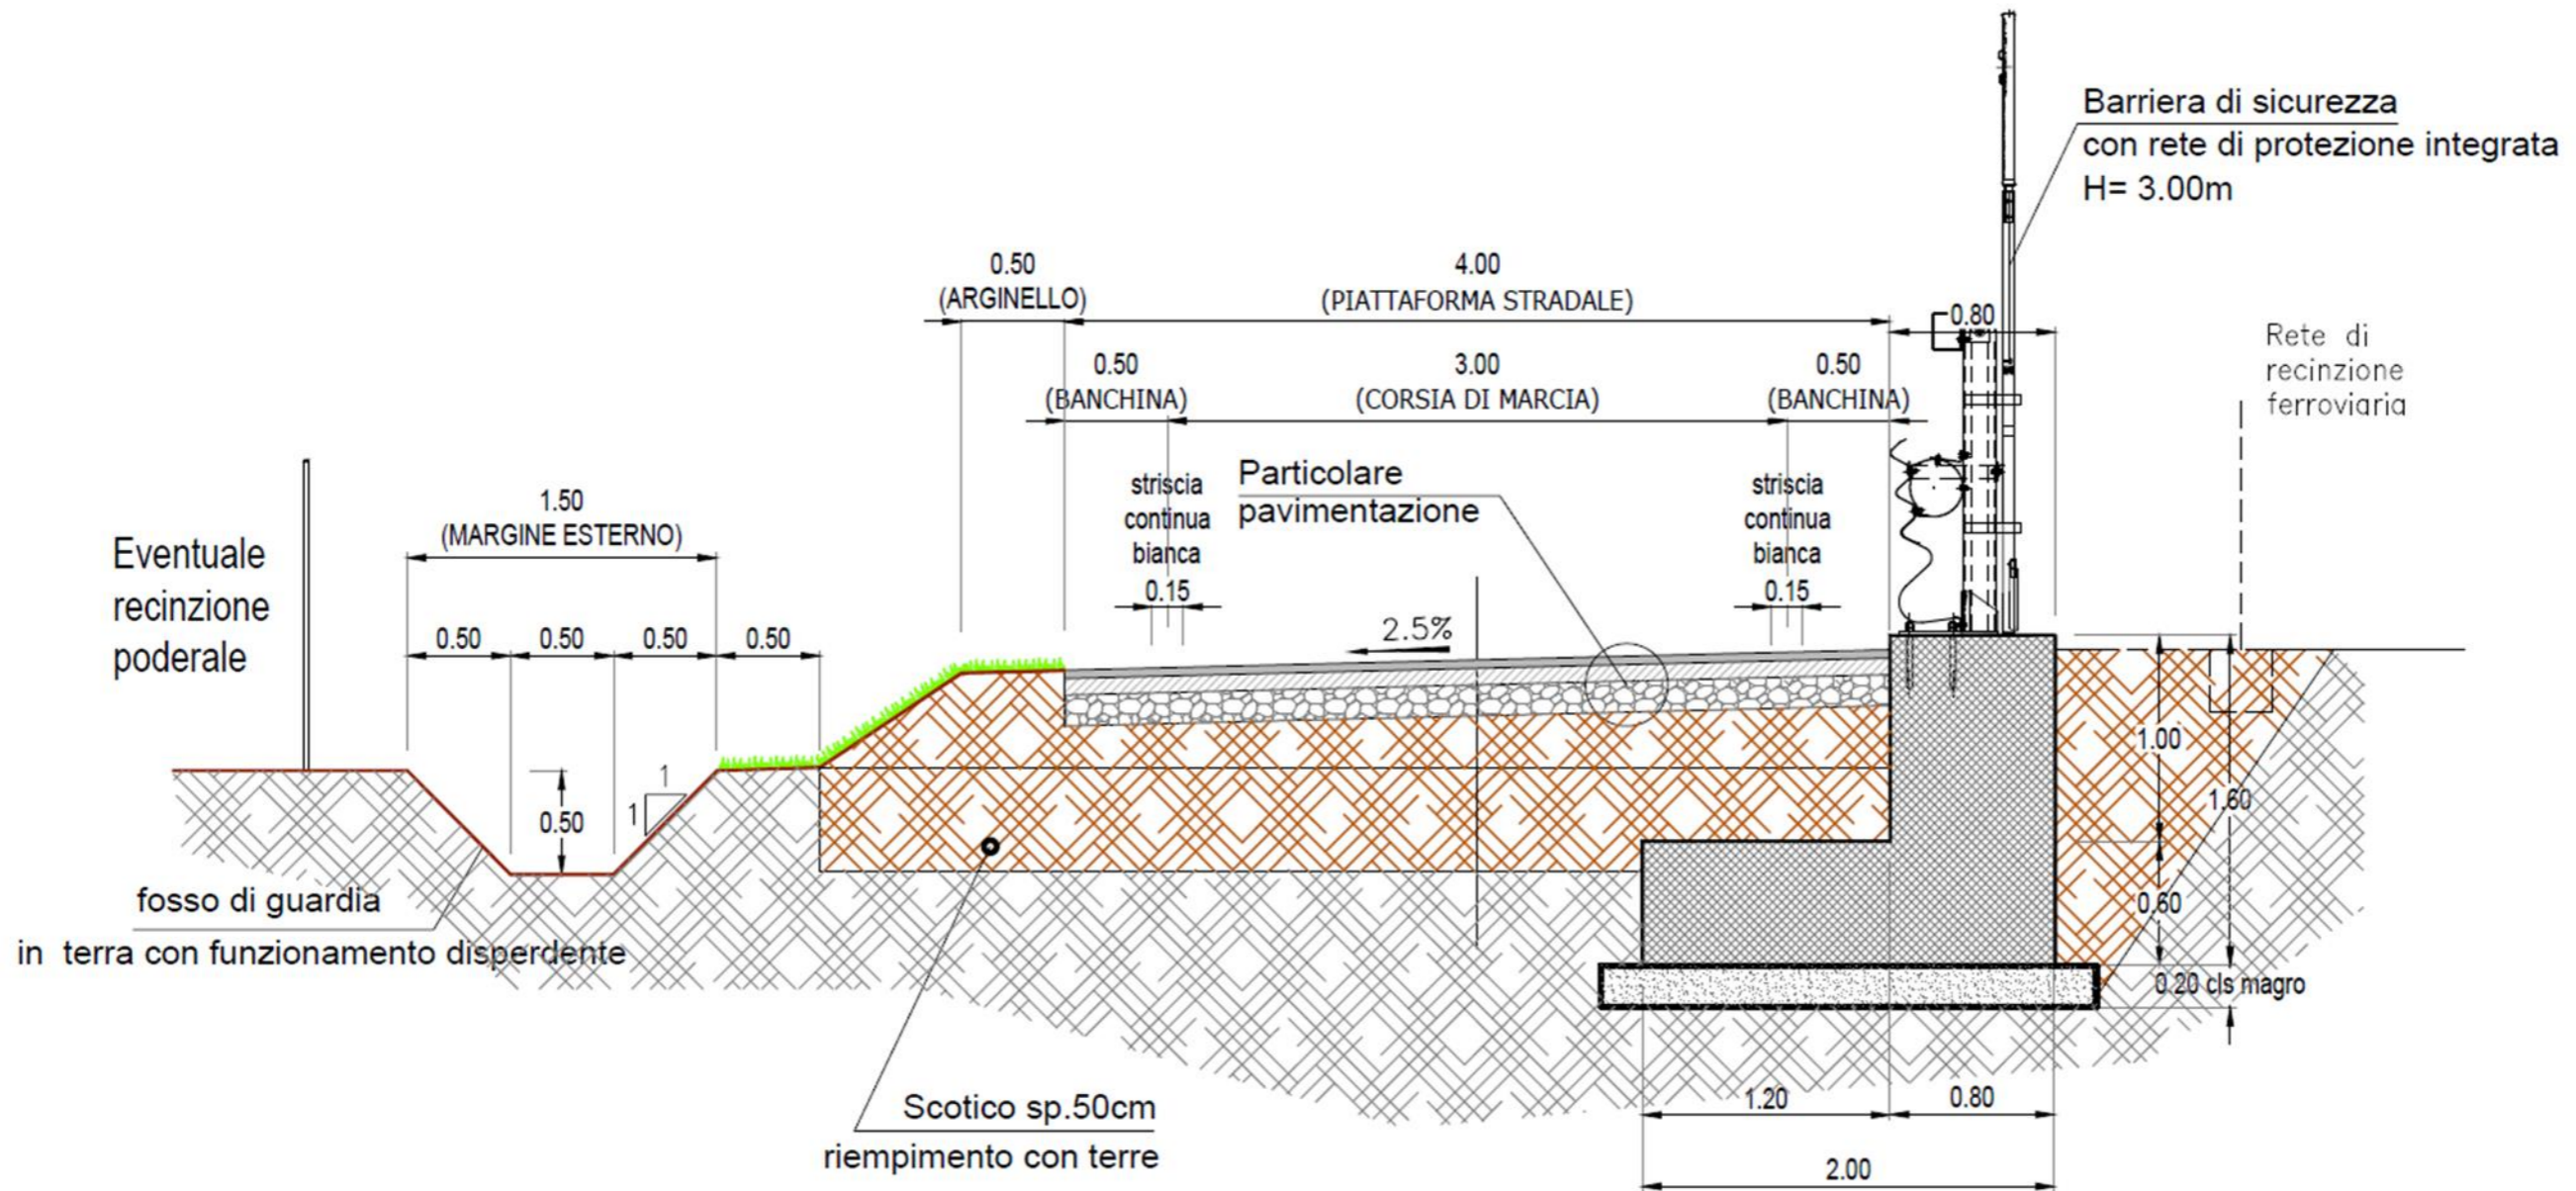 Barriera di sicurezza
con rete di protezione integrata
H= 3.00m
0.50
(ARGINELLO)
4.00
(PIATTAFORMA STRADALE)
0.80
Rete di
recinzione
ferroviaria
0.50
(BANCHINA)
3.00
(CORSIA DI MARCIA)
0.50
(BANCHINA)
striscia
continua
bianca
0.15
Particolare
pavimentazione
striscia
continua
bianca
0.15
1.50
(MARGINE ESTERNO)
Eventuale
recinzione
poderale
0.50
0.50
0.50
0.50
2.5%
1
1
0.50
1.00
1.60
0.60
0.20 cls magro
fosso di guardia
in terra con funzionamento disperdente
Scotico sp.50cm
riempimento con terre
1.20
0.80
2.00